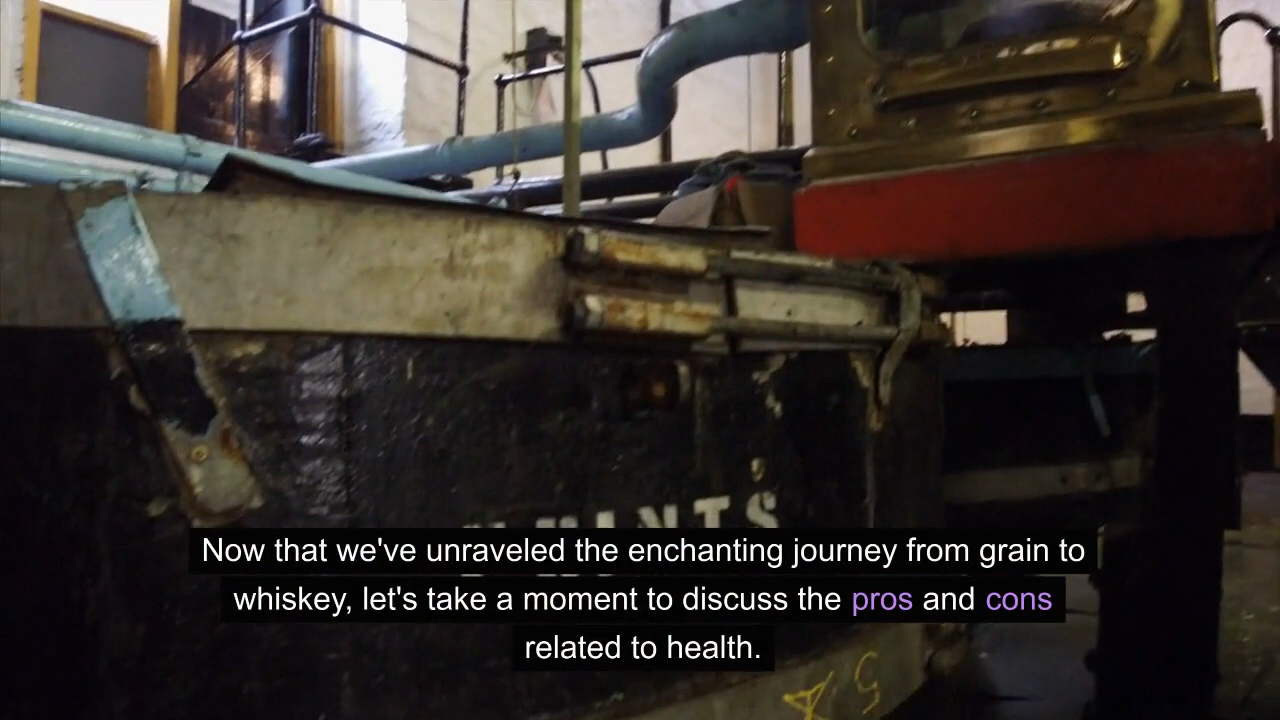 Now that we've unraveled the enchanting journey from grain to
whiskey, let's take a moment to discuss the pros and cons
related to health.